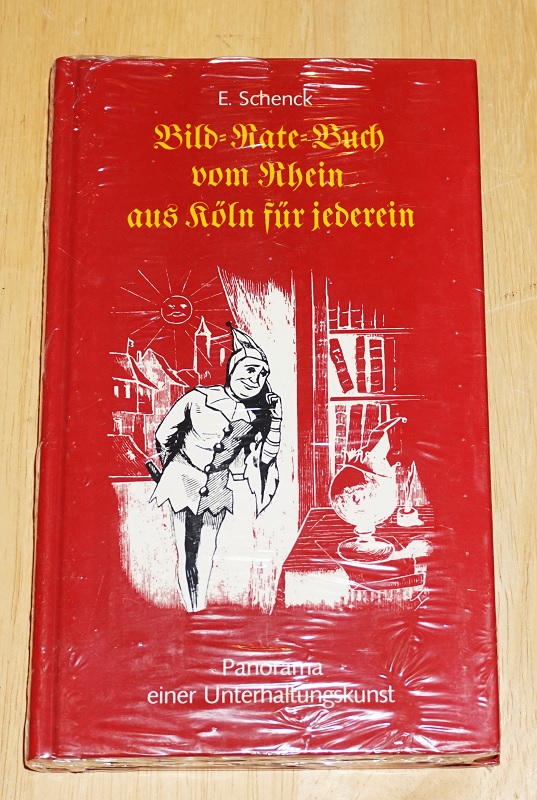 E. Schenck
Bild=Rate=Buch
vom Rhein
aus Köln für jederein
Panorama
einer Unterhaltungskunst